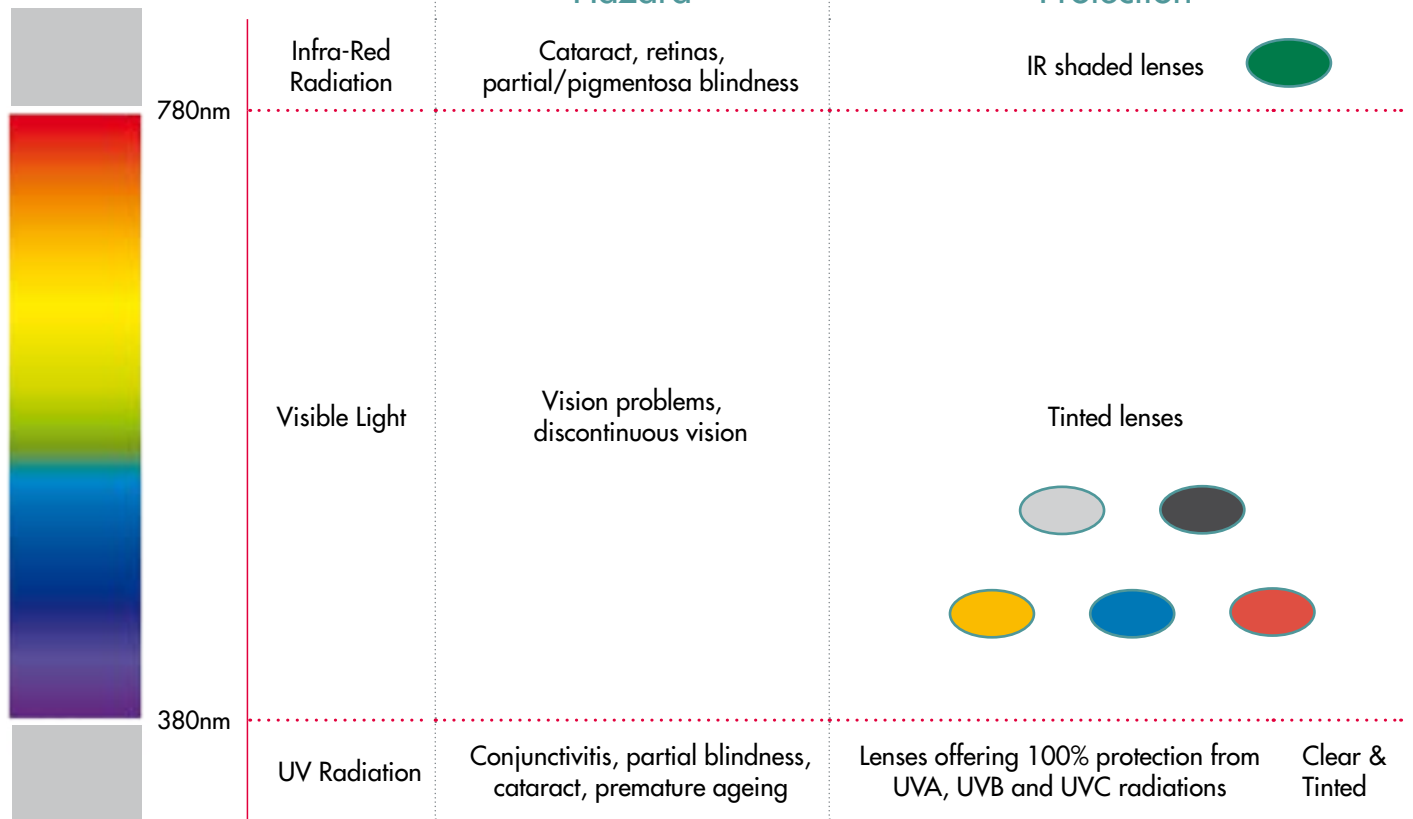 Hazard
Protection
Infra-Red
Radiation
Cataract, retinas,
partial/pigmentosa blindness
IR shaded lenses
780nm
Visible Light
Vision problems,
discontinuous vision
Tinted lenses
380nm
UV Radiation
Conjunctivitis, partial blindness,
cataract, premature ageing
Lenses offering 100% protection from
UVA, UVB and UVC radiations
Clear &
Tinted